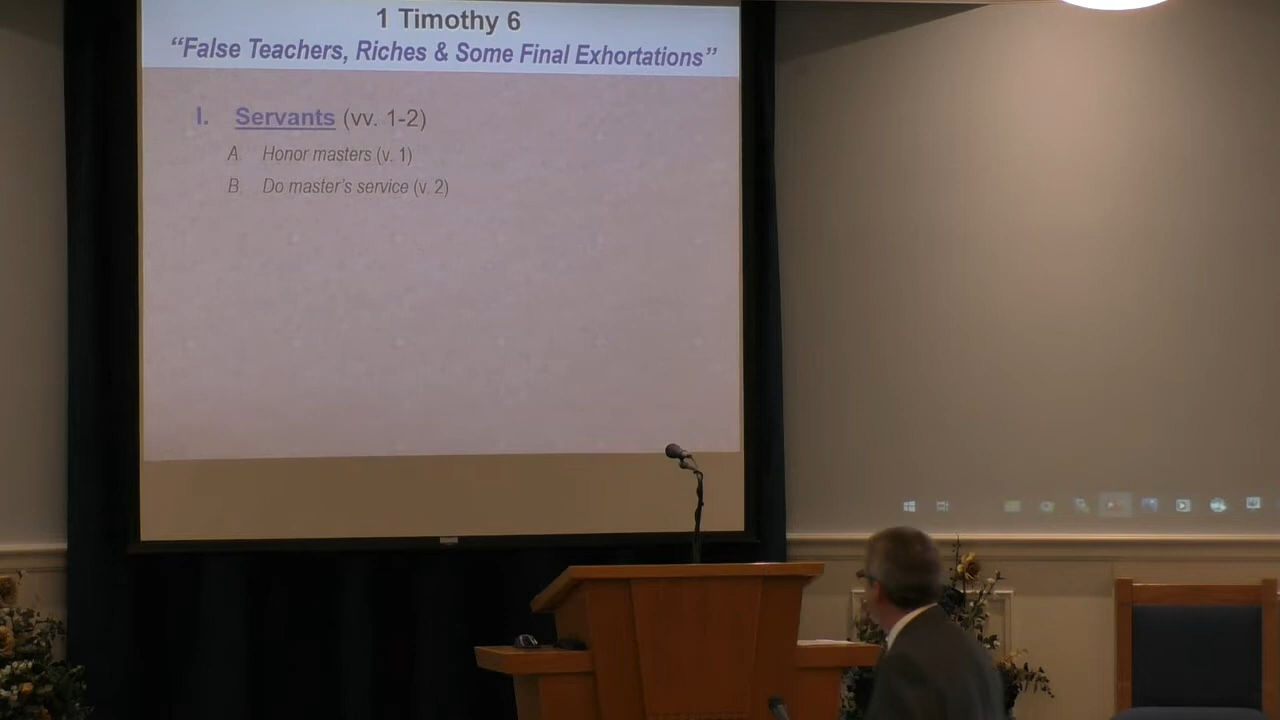 1 Timothy 6
“False Teachers, Riches & Some Final Exhortations”
I. Servants (vv. 1-2)
A. Honor masters (v. 1)
B. Do master’s service (v. 2)